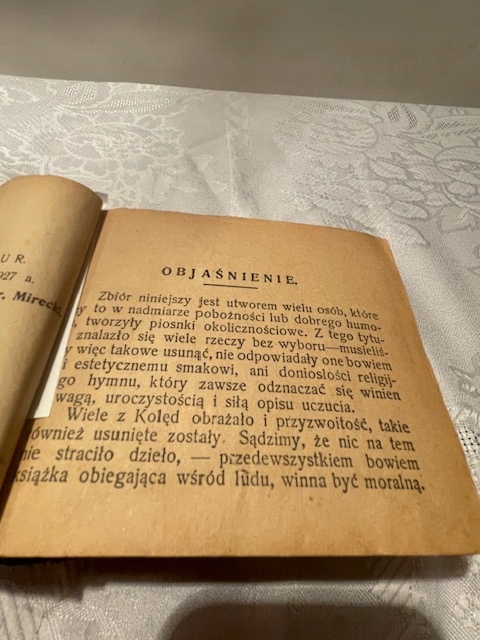 U R.
1927 a.
r. Mirecki,
OBJAŚNIENIE.
Zbiór niniejszy jest utworem wielu osób, które
y to w nadmiarze pobożności lub dobrego humo-
, tworzyły piosnki okolicznościowe. Z tego tytu-
znalazło się wiele rzeczy bez wyboru—musieliś-
y więc takowe usunąć, nie odpowiadały one bowiem
i estetycznemu smakowi, ani doniosłości religij-
go hymnu, który zawsze odznaczać się winien
wagą, uroczystością i siłą opisu uczucia.
Wiele z Kolęd obrażało i przyzwoitość, takie
ównież usunięte zostały. Sądzimy, że nic na tem
nie straciło dzieło, — przedewszystkiem bowiem
książka obiegająca wśród ludu, winna być moralną.